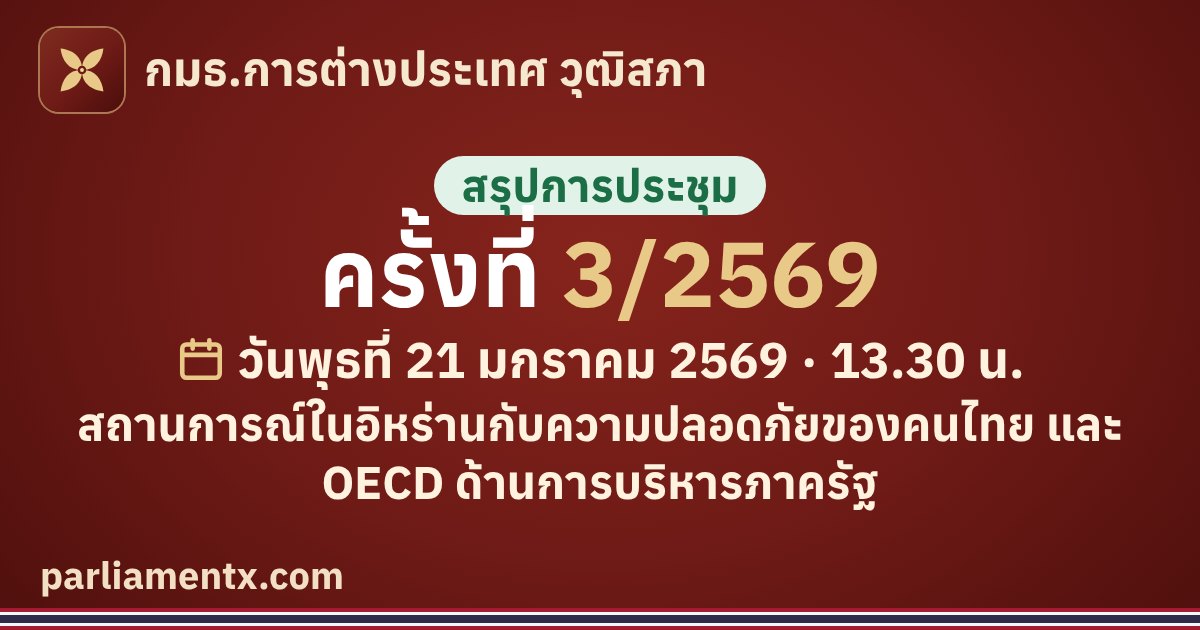 กมธ.การต่างประเทศ วุฒิสภา
สรุปการประชุม
ครั้งที่ 3/2569
วันพุธที่ 21 มกราคม 2569 · 13.30 น.
สถานการณ์ในอิหร่านกับความปลอดภัยของคนไทย และ
OECD ด้านการบริหารภาครัฐ
parliamentx.com